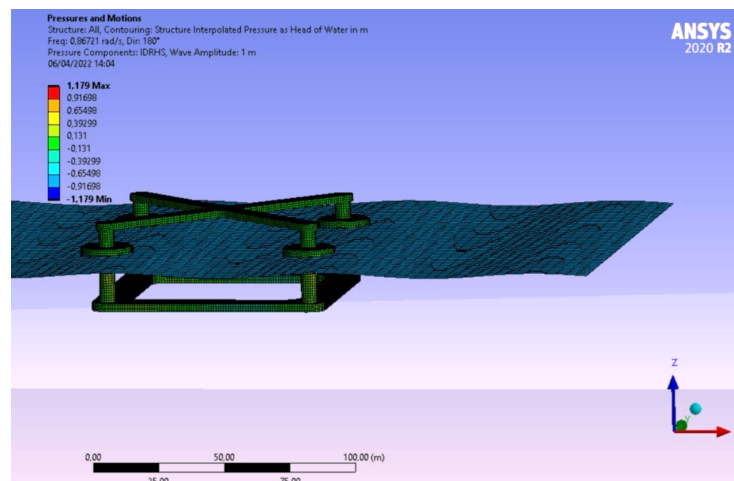 Pressures and Motions
Structure: All, Contouring: Structure Interpolated Pressure as Head of Water in m
Freq: 0,86721 rad/s, Dir: 180°
Pressure Components: IDRHS, Wave Amplitude: 1 m
06/04/2022 14:04
ANSYS
2020 R2
1,179 Max
0,91698
0,65498
0,39299
0,131
-0,131
-0,39299
-0,65498
-0,91698
-1,179 Min
Z
Y
0,00 50,00 100,00 (m)
25,00 75,00